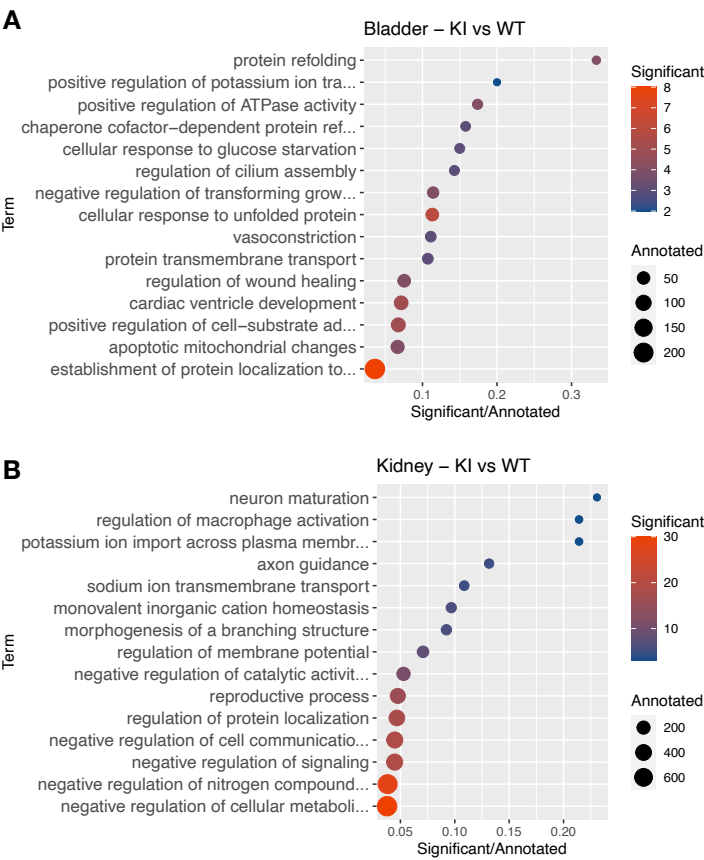 A
Bladder − KI vs WT
protein refolding
positive regulation of potassium ion tra...
positive regulation of ATPase activity
chaperone cofactor−dependent protein ref...
cellular response to glucose starvation
regulation of cilium assembly
negative regulation of transforming grow...
cellular response to unfolded protein
vasoconstriction
protein transmembrane transport
regulation of wound healing
cardiac ventricle development
positive regulation of cell−substrate ad...
apoptotic mitochondrial changes
establishment of protein localization to...
Term
0.1 0.2 0.3
Significant/Annotated
Significant
8
7
6
5
4
3
2
Annotated
50
100
150
200
B
Kidney − KI vs WT
neuron maturation
regulation of macrophage activation
potassium ion import across plasma membr...
axon guidance
sodium ion transmembrane transport
monovalent inorganic cation homeostasis
morphogenesis of a branching structure
regulation of membrane potential
negative regulation of catalytic activit...
reproductive process
regulation of protein localization
negative regulation of cell communicatio...
negative regulation of signaling
negative regulation of nitrogen compound...
negative regulation of cellular metaboli...
Term
0.05 0.10 0.15 0.20
Significant/Annotated
Significant
30
20
10
Annotated
200
400
600